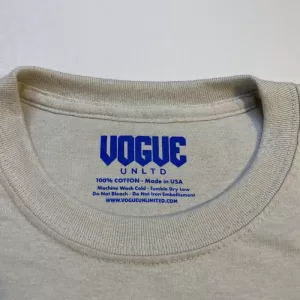 VOGUE
UNLTD
100% COTTON - Made in USA
Machine Wash Cold - Tumble Dry Low
Do Not Bleach - Do Not Iron Embellishment
WWW.VOGUEUNLIMITED.COM